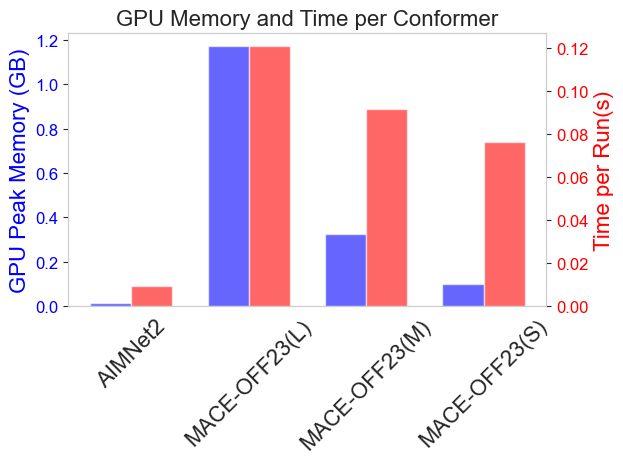 GPU Memory and Time per Conformer
GPU Peak Memory (GB)
1.2
1.0
0.8
0.6
0.4
0.2
0.0
0.12
0.10
0.08
0.06
0.04
0.02
0.00
Time per Run(s)
AIMNet2
MACE-OFF23(L)
MACE-OFF23(M)
MACE-OFF23(S)